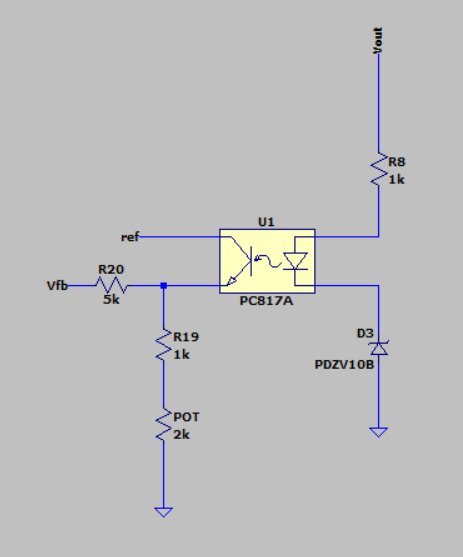 Vout
R8
1k
U1
ref
R20
Vfb
5k
PC817A
R19
1k
D3
PDZV10B
POT
2k